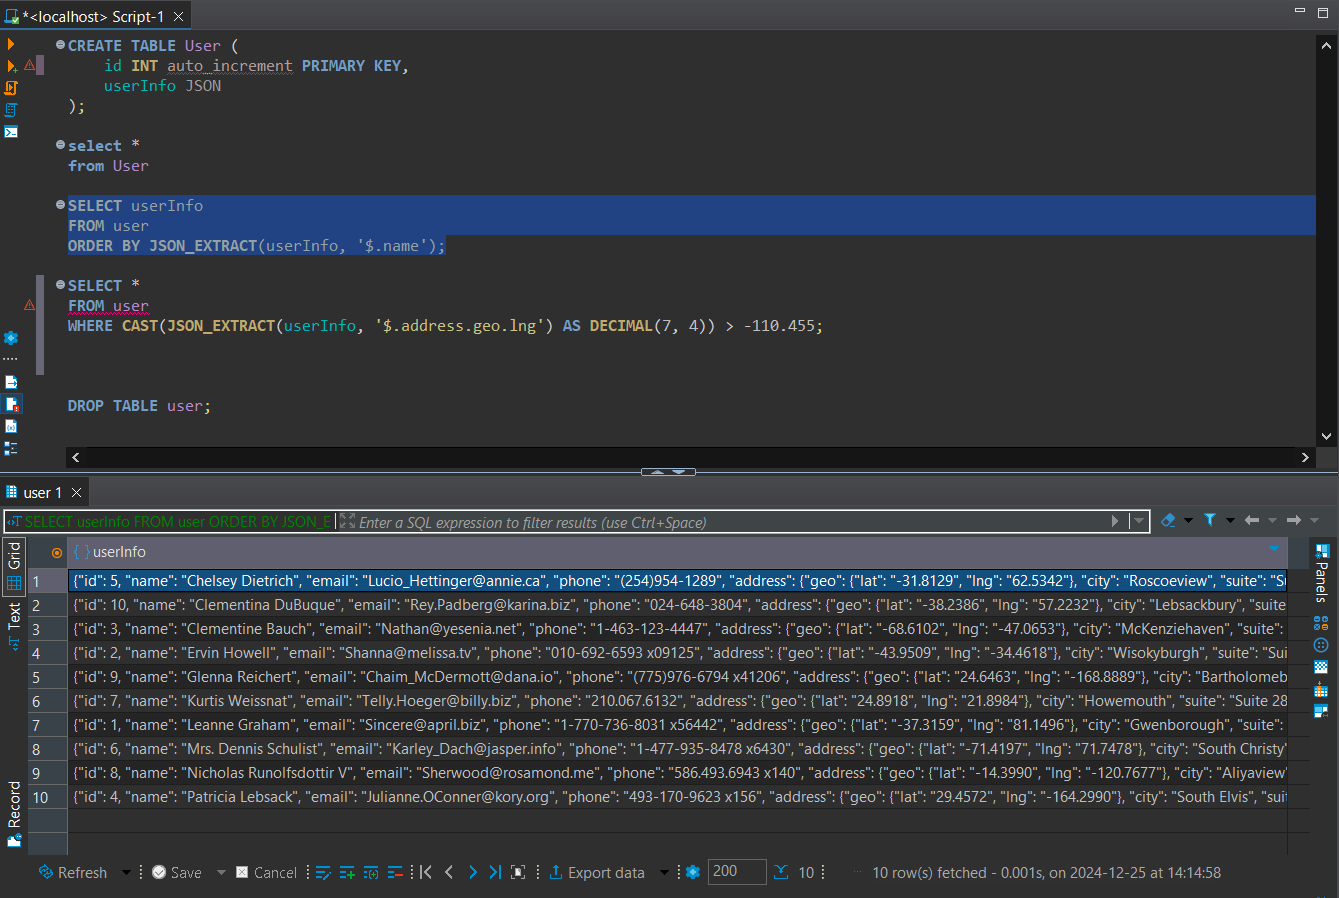 *<localhost> Script-1
CREATE TABLE User (
id INT auto_increment PRIMARY KEY,
userInfo JSON
);
select *
from User
SELECT userInfo
FROM user
ORDER BY JSON_EXTRACT(userInfo, '$.name');
SELECT *
FROM user
WHERE CAST(JSON_EXTRACT(userInfo, '$.address.geo.lng') AS DECIMAL(7, 4)) > -110.455;
DROP TABLE user;
user 1
SELECT userInfo FROM user ORDER BY JSON_E Enter a SQL expression to filter results (use Ctrl+Space)
Grid
Text
Record
Panels
{ } userInfo
1 {"id": 5, "name": "Chelsey Dietrich", "email": "Lucio_Hettinger@annie.ca", "phone": "(254)954-1289", "address": {"geo": {"lat": "-31.8129", "lng": "62.5342"}, "city": "Roscoeview", "suite": "Su
2 {"id": 10, "name": "Clementina DuBuque", "email": "Rey.Padberg@karina.biz", "phone": "024-648-3804", "address": {"geo": {"lat": "-38.2386", "lng": "57.2232"}, "city": "Lebsackbury", "suite
3 {"id": 3, "name": "Clementine Bauch", "email": "Nathan@yesenia.net", "phone": "1-463-123-4447", "address": {"geo": {"lat": "-68.6102", "lng": "-47.0653"}, "city": "McKenziehaven", "suite":
4 {"id": 2, "name": "Ervin Howell", "email": "Shanna@melissa.tv", "phone": "010-692-6593 x09125", "address": {"geo": {"lat": "-43.9509", "lng": "-34.4618"}, "city": "Wisokyburgh", "suite": "Sui
5 {"id": 9, "name": "Glenna Reichert", "email": "Chaim_McDermott@dana.io", "phone": "(775)976-6794 x41206", "address": {"geo": {"lat": "24.6463", "lng": "-168.8889"}, "city": "Bartholomeb
6 {"id": 7, "name": "Kurtis Weissnat", "email": "Telly.Hoeger@billy.biz", "phone": "210.067.6132", "address": {"geo": {"lat": "24.8918", "lng": "21.8984"}, "city": "Howemouth", "suite": "Suite 28
7 {"id": 1, "name": "Leanne Graham", "email": "Sincere@april.biz", "phone": "1-770-736-8031 x56442", "address": {"geo": {"lat": "-37.3159", "lng": "81.1496"}, "city": "Gwenborough", "suite":
8 {"id": 6, "name": "Mrs. Dennis Schulist", "email": "Karley_Dach@jasper.info", "phone": "1-477-935-8478 x6430", "address": {"geo": {"lat": "-71.4197", "lng": "71.7478"}, "city": "South Christy"
9 {"id": 8, "name": "Nicholas Runolfsdottir V", "email": "Sherwood@rosamond.me", "phone": "586.493.6943 x140", "address": {"geo": {"lat": "-14.3990", "lng": "-120.7677"}, "city": "Aliyaview"
10 {"id": 4, "name": "Patricia Lebsack", "email": "Julianne.OConner@kory.org", "phone": "493-170-9623 x156", "address": {"geo": {"lat": "29.4572", "lng": "-164.2990"}, "city": "South Elvis", "suit
Refresh Save Cancel Export data 200 10 10 row(s) fetched - 0.001s, on 2024-12-25 at 14:14:58